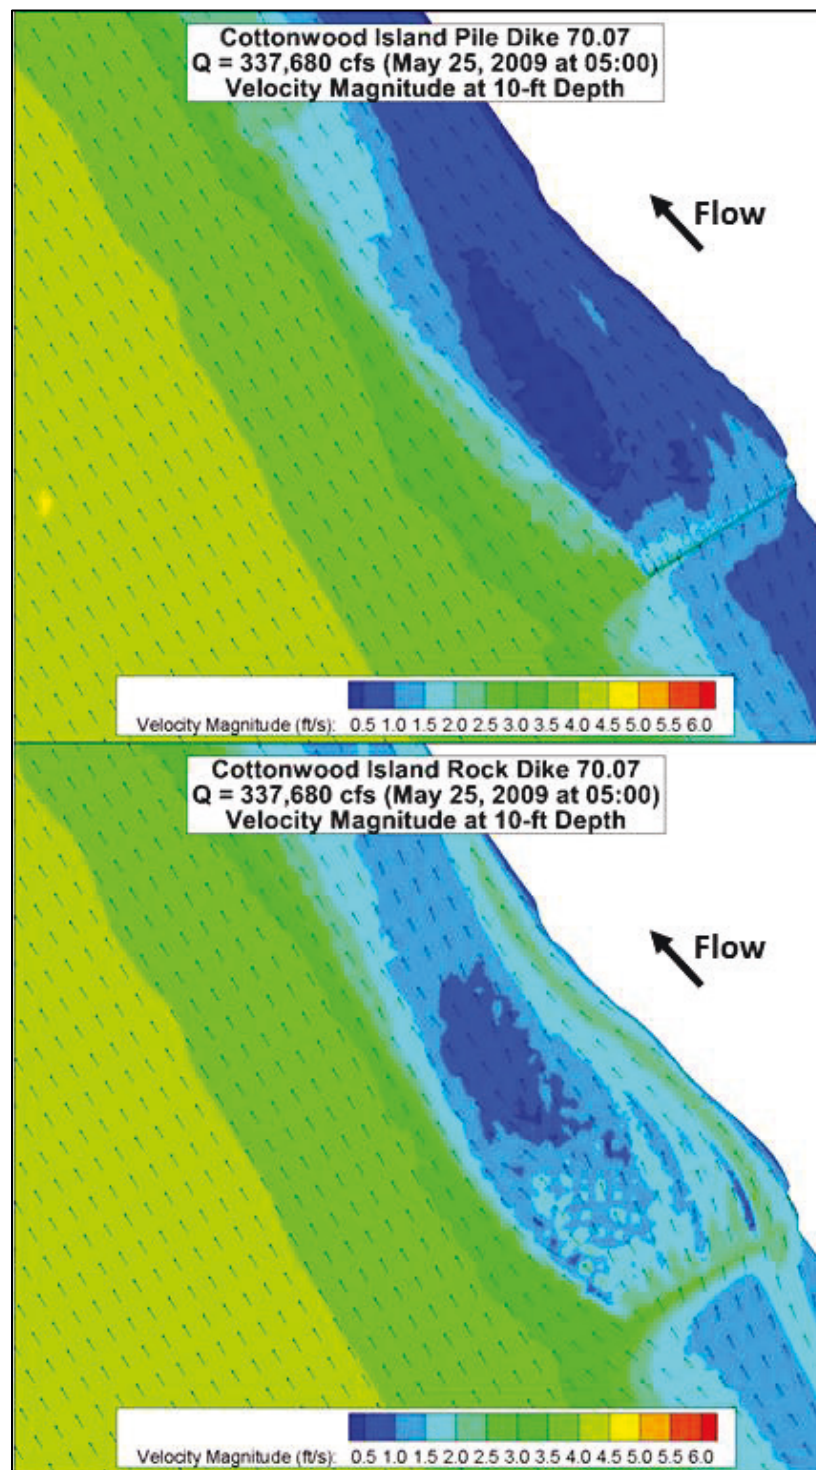 Cottonwood Island Pile Dike 70.07
Q = 337,680 cfs (May 25, 2009 at 05:00)
Velocity Magnitude at 10-ft Depth
Flow
Velocity Magnitude (ft/s): 0.5 1.0 1.5 2.0 2.5 3.0 3.5 4.0 4.5 5.0 5.5 6.0
Cottonwood Island Rock Dike 70.07
Q = 337,680 cfs (May 25, 2009 at 05:00)
Velocity Magnitude at 10-ft Depth
Flow
Velocity Magnitude (ft/s): 0.5 1.0 1.5 2.0 2.5 3.0 3.5 4.0 4.5 5.0 5.5 6.0